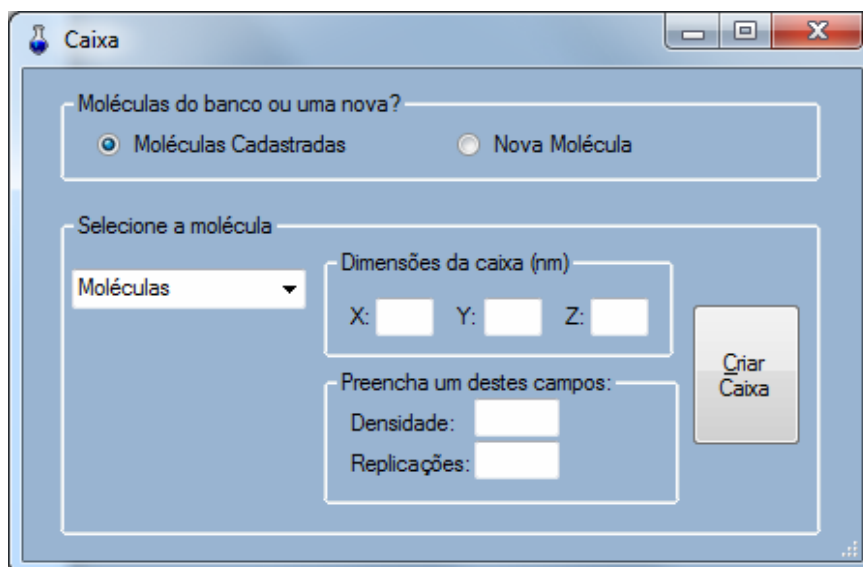 Caixa
Moléculas do banco ou uma nova?
Moléculas Cadastradas Nova Molécula
Selecione a molécula
Moléculas
Dimensões da caixa (nm)
X: Y: Z:
Preencha um destes campos:
Densidade:
Replicações:
Criar
Caixa